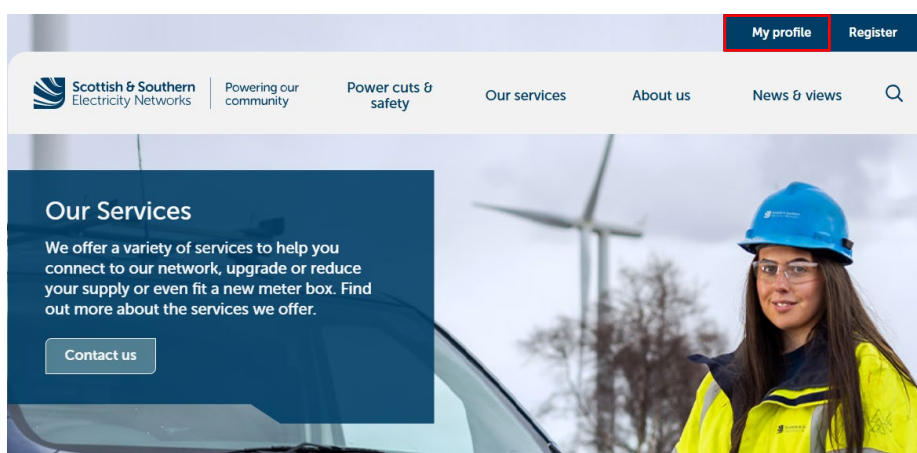 My profile Register
Scottish & Southern
Electricity Networks
Powering our
community
Power cuts &
safety
Our services
About us
News & views
Our Services
We offer a variety of services to help you
connect to our network, upgrade or reduce
your supply or even fit a new meter box. Find
out more about the services we offer.
Contact us